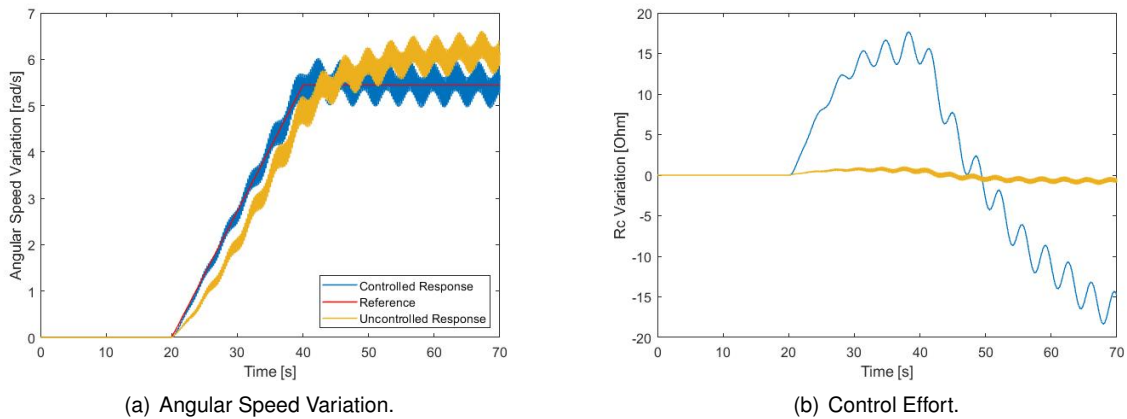 7
6
5
4
3
2
1
0
Angular Speed Variation [rad/s]
0 10 20 30 40 50 60 70
Time [s]
Controlled Response
Reference
Uncontrolled Response
(a) Angular Speed Variation.
20
15
10
5
0
-5
-10
-15
-20
Rc Variation [Ohm]
0 10 20 30 40 50 60 70
Time [s]
(b) Control Effort.